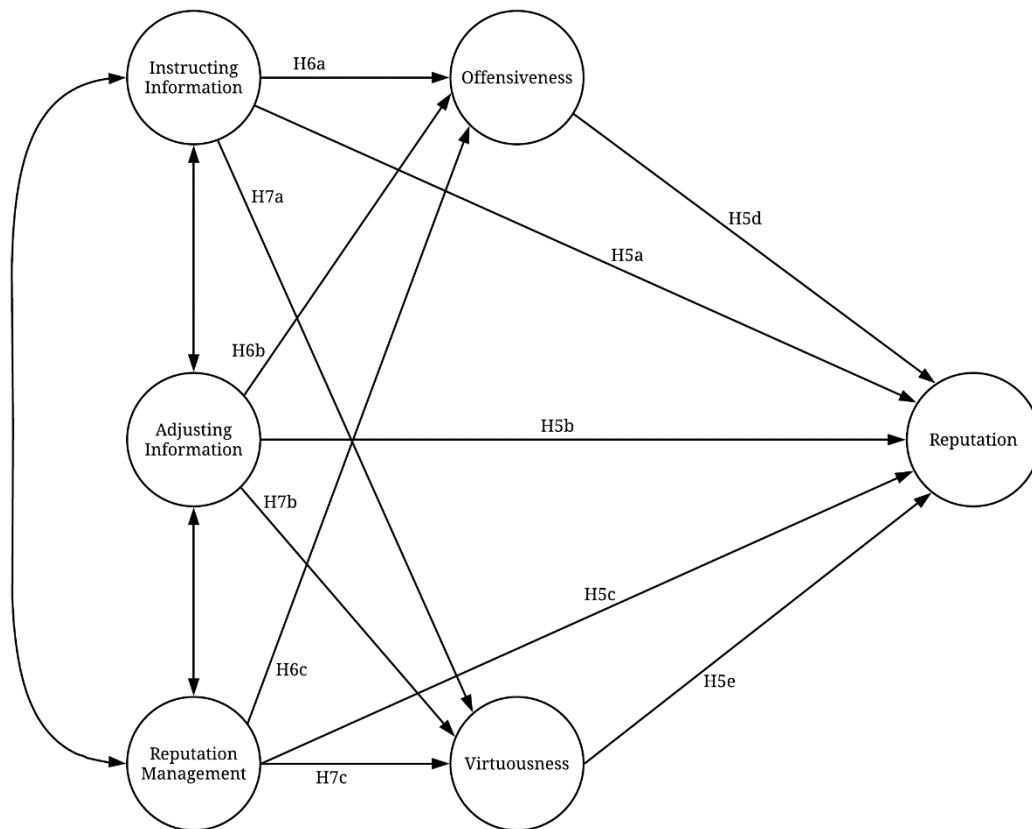 H6a
Instructing
Information
Offensiveness
H7a
H5d
H5a
H6b
Adjusting
Information
H5b
Reputation
H7b
H5c
H6c
H5e
Reputation
Management
Virtuousness
H7c